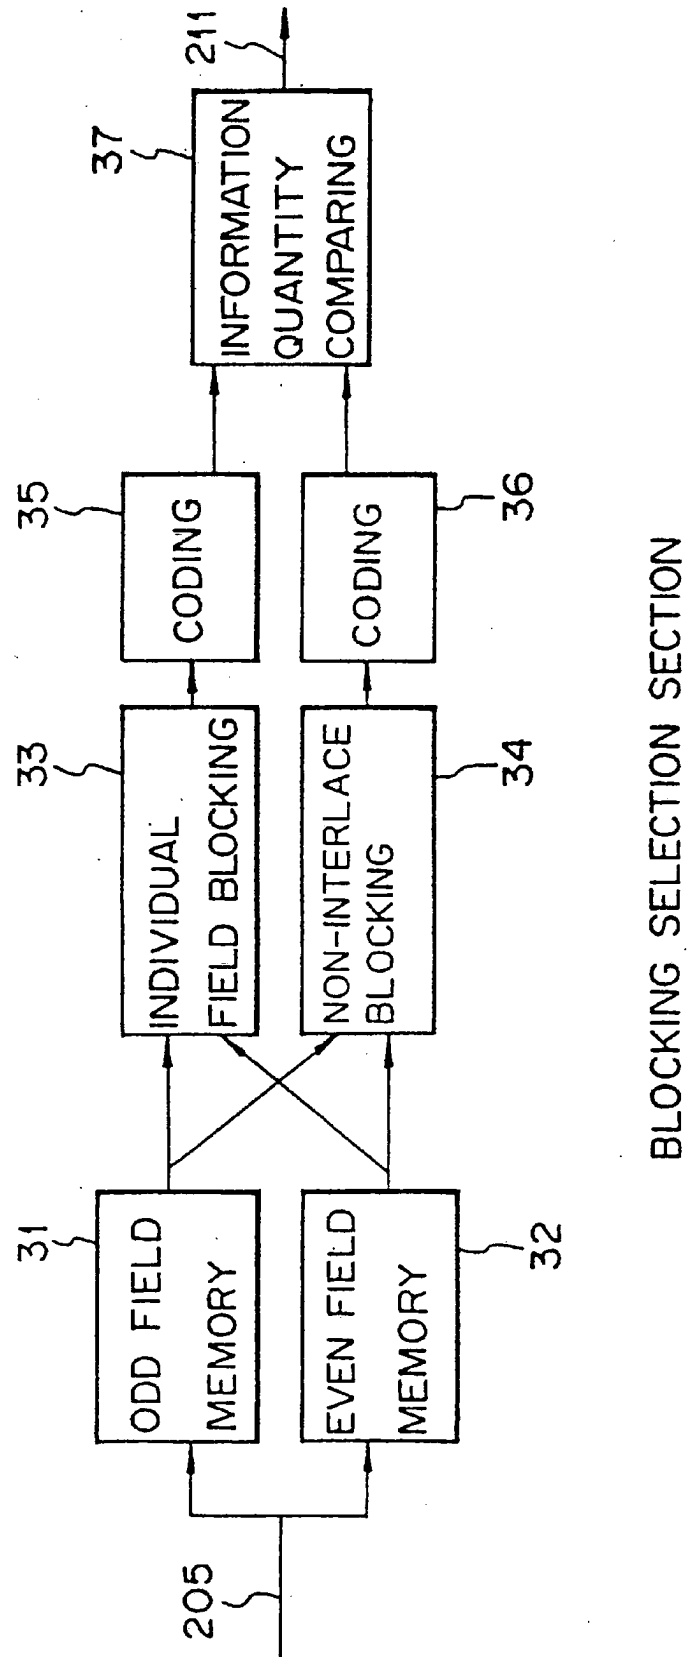 205
31
ODD FIELD
MEMORY
EVEN FIELD
MEMORY
32
33
INDIVIDUAL
FIELD BLOCKING
NON-INTERLACE
BLOCKING
34
35
CODING
CODING
36
37
INFORMATION
QUANTITY
COMPARING
211
BLOCKING SELECTION SECTION